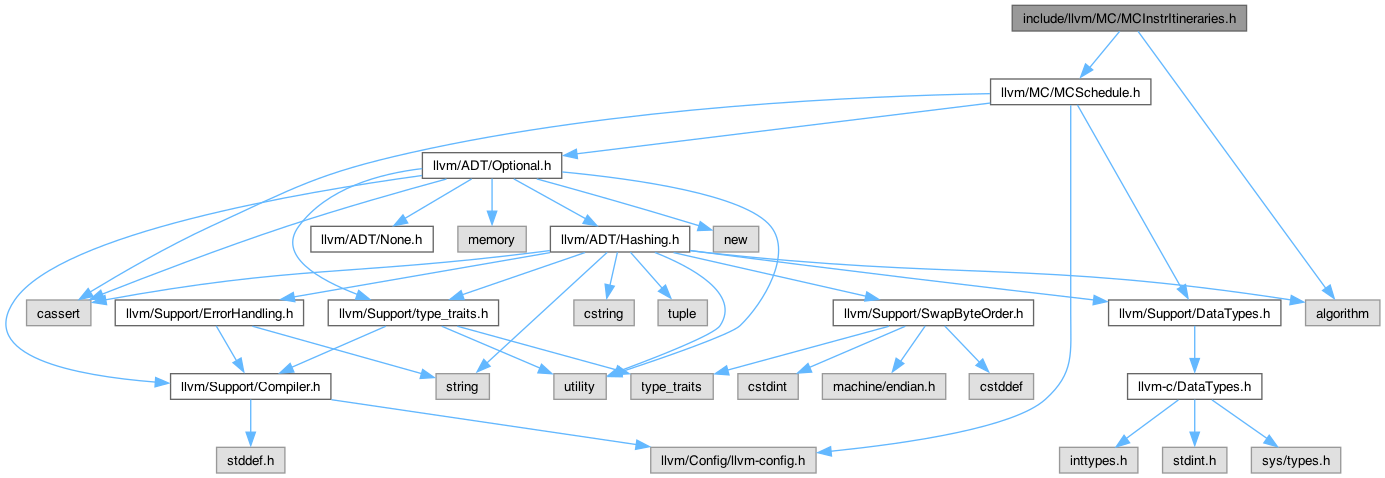 include/llvm/MC/MCInstrItineraries.h
llvm/MC/MCSchedule.h
llvm/ADT/Optional.h
llvm/ADT/None.h
memory
llvm/ADT/Hashing.h
new
cassert
llvm/Support/ErrorHandling.h
llvm/Support/type_traits.h
cstring
tuple
llvm/Support/SwapByteOrder.h
llvm/Support/DataTypes.h
algorithm
llvm/Support/Compiler.h
string
utility
type_traits
cstdint
machine/endian.h
cstddef
llvm-c/DataTypes.h
stddef.h
llvm/Config/llvm-config.h
inttypes.h
stdint.h
sys/types.h